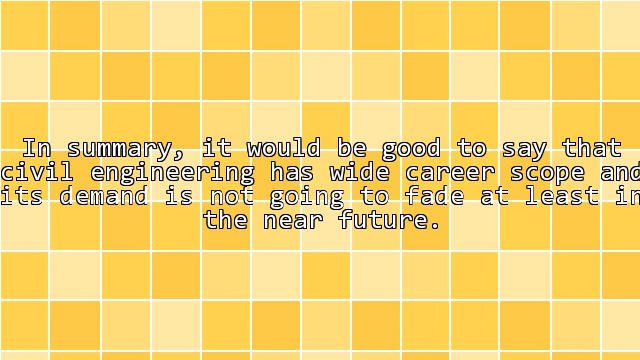 In summary, it would be good to say that
civil engineering has wide career scope and
its demand is not going to fade at least in
the near future.